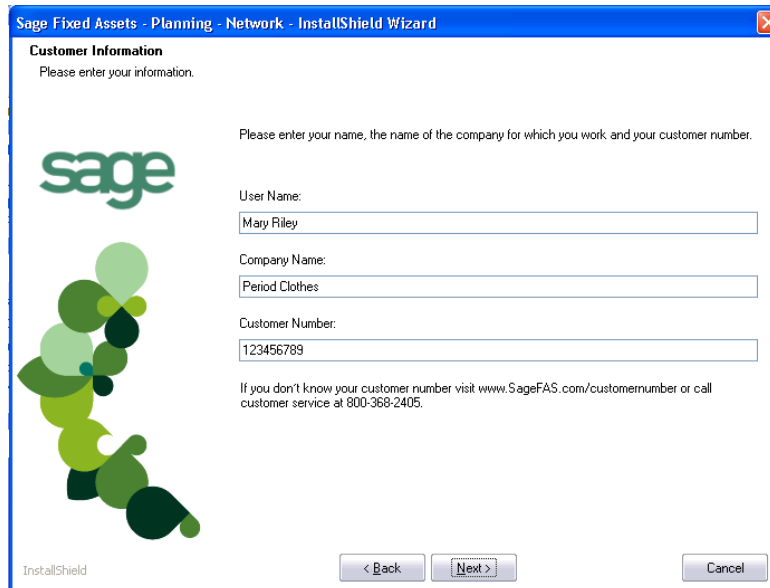 Sage Fixed Assets - Planning - Network - InstallShield Wizard
Customer Information
Please enter your information.
Please enter your name, the name of the company for which you work and your customer number.
sage
User Name:
Mary Riley
Company Name:
Period Clothes
Customer Number:
123456789
If you don't know your customer number visit www.SageFAS.com/customernumber or call
customer service at 800-368-2405.
InstallShield
< Back
Next >
Cancel